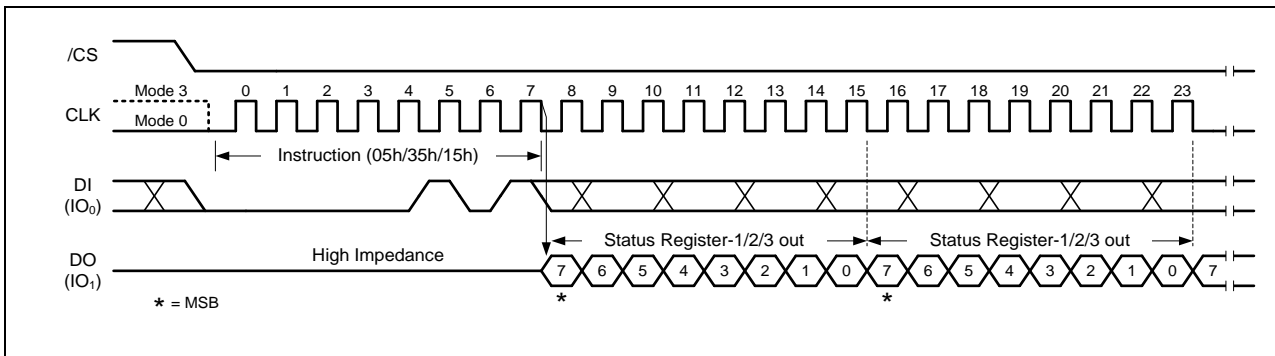 /CS
Mode 3 0 1 2 3 4 5 6 7 8 9 10 11 12 13 14 15 16 17 18 19 20 21 22 23
CLK
Mode 0
Instruction (05h/35h/15h)
DI
(IO₀)
Status Register-1/2/3 out Status Register-1/2/3 out
High Impedance
DO
(IO₁)
7 6 5 4 3 2 1 0 7 6 5 4 3 2 1 0 7
* *
* = MSB